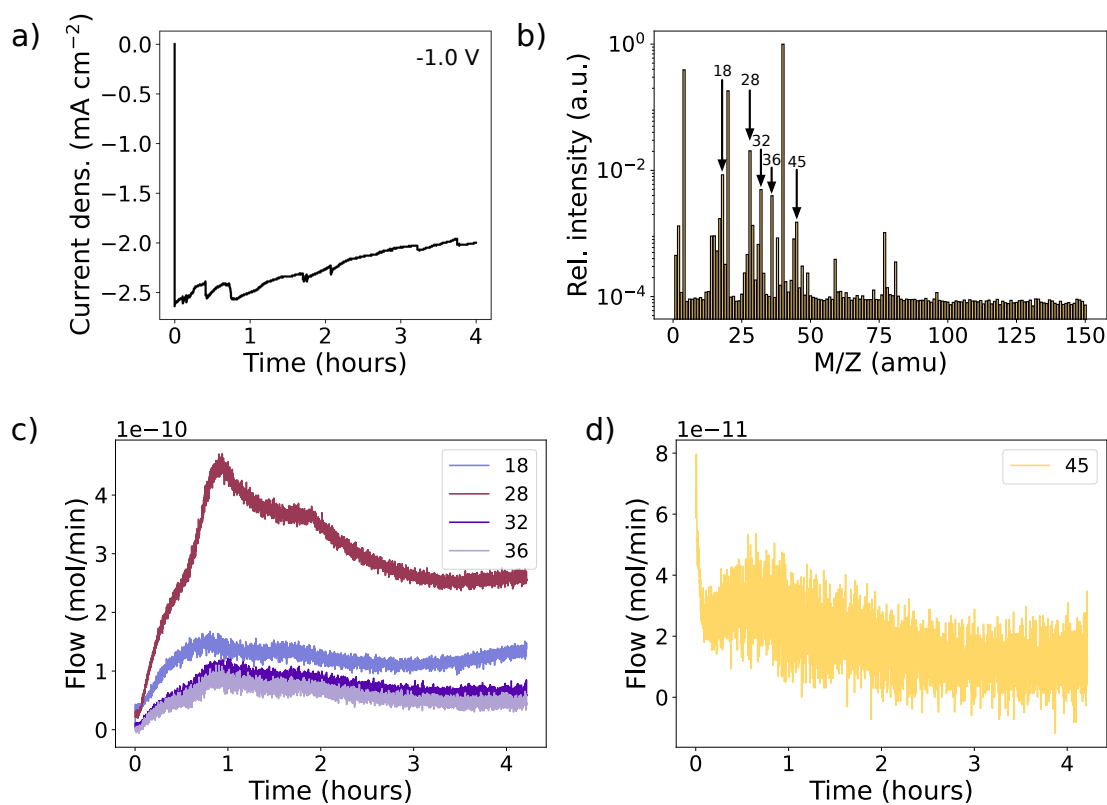 a)
Current dens. (mA cm⁻²)
0.0
−0.5
−1.0
−1.5
−2.0
−2.5
-1.0 V
0 1 2 3 4
Time (hours)
b)
Rel. intensity (a.u.)
10⁰
10⁻²
10⁻⁴
18
28
32
36
45
0 25 50 75 100 125 150
M/Z (amu)
c)
1e−10
Flow (mol/min)
4
3
2
1
0
18
28
32
36
0 1 2 3 4
Time (hours)
d)
1e−11
Flow (mol/min)
8
6
4
2
0
45
0 1 2 3 4
Time (hours)